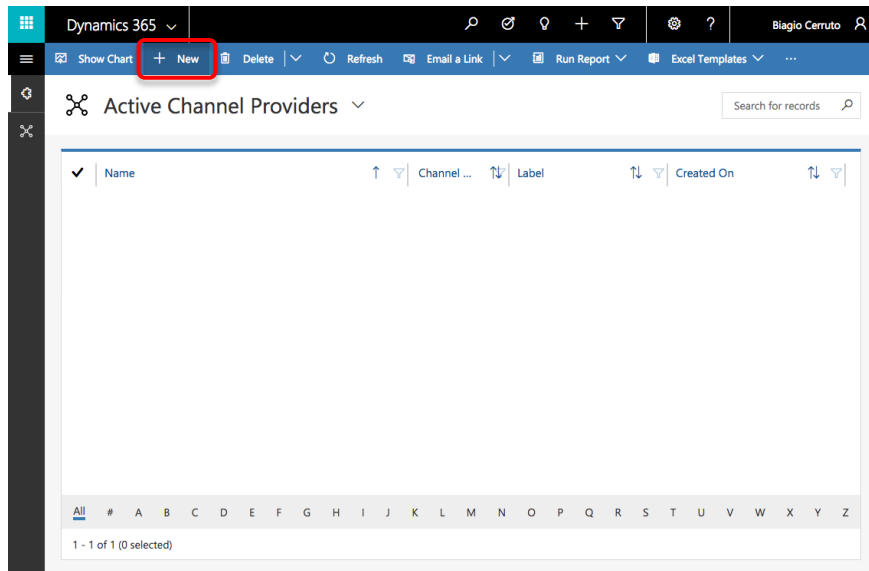 Dynamics 365 Biagio Cerruto
Show Chart New Delete Refresh Email a Link Run Report Excel Templates ...
Active Channel Providers Search for records
Name Channel ... Label Created On
All # A B C D E F G H I J K L M N O P Q R S T U V W X Y Z
1 - 1 of 1 (0 selected)